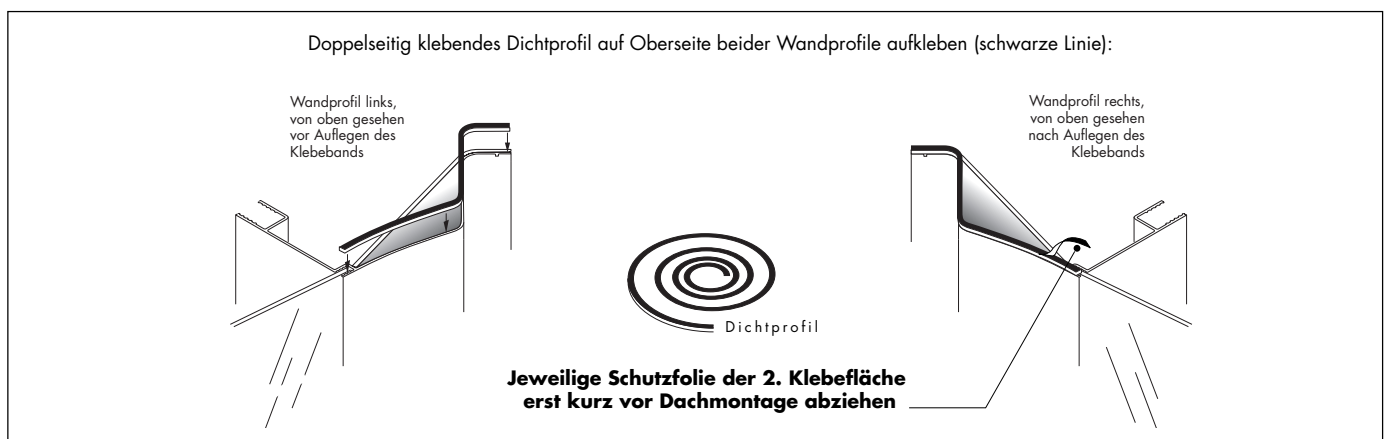 Doppelseitig klebendes Dichtprofil auf Oberseite beider Wandprofile aufkleben (schwarze Linie):
Wandprofil links,
von oben gesehen
vor Auflegen des
Klebebands
Wandprofil rechts,
von oben gesehen
nach Auflegen des
Klebebands
Dichtprofil
Jeweilige Schutzfolie der 2. Klebefläche
erst kurz vor Dachmontage abziehen